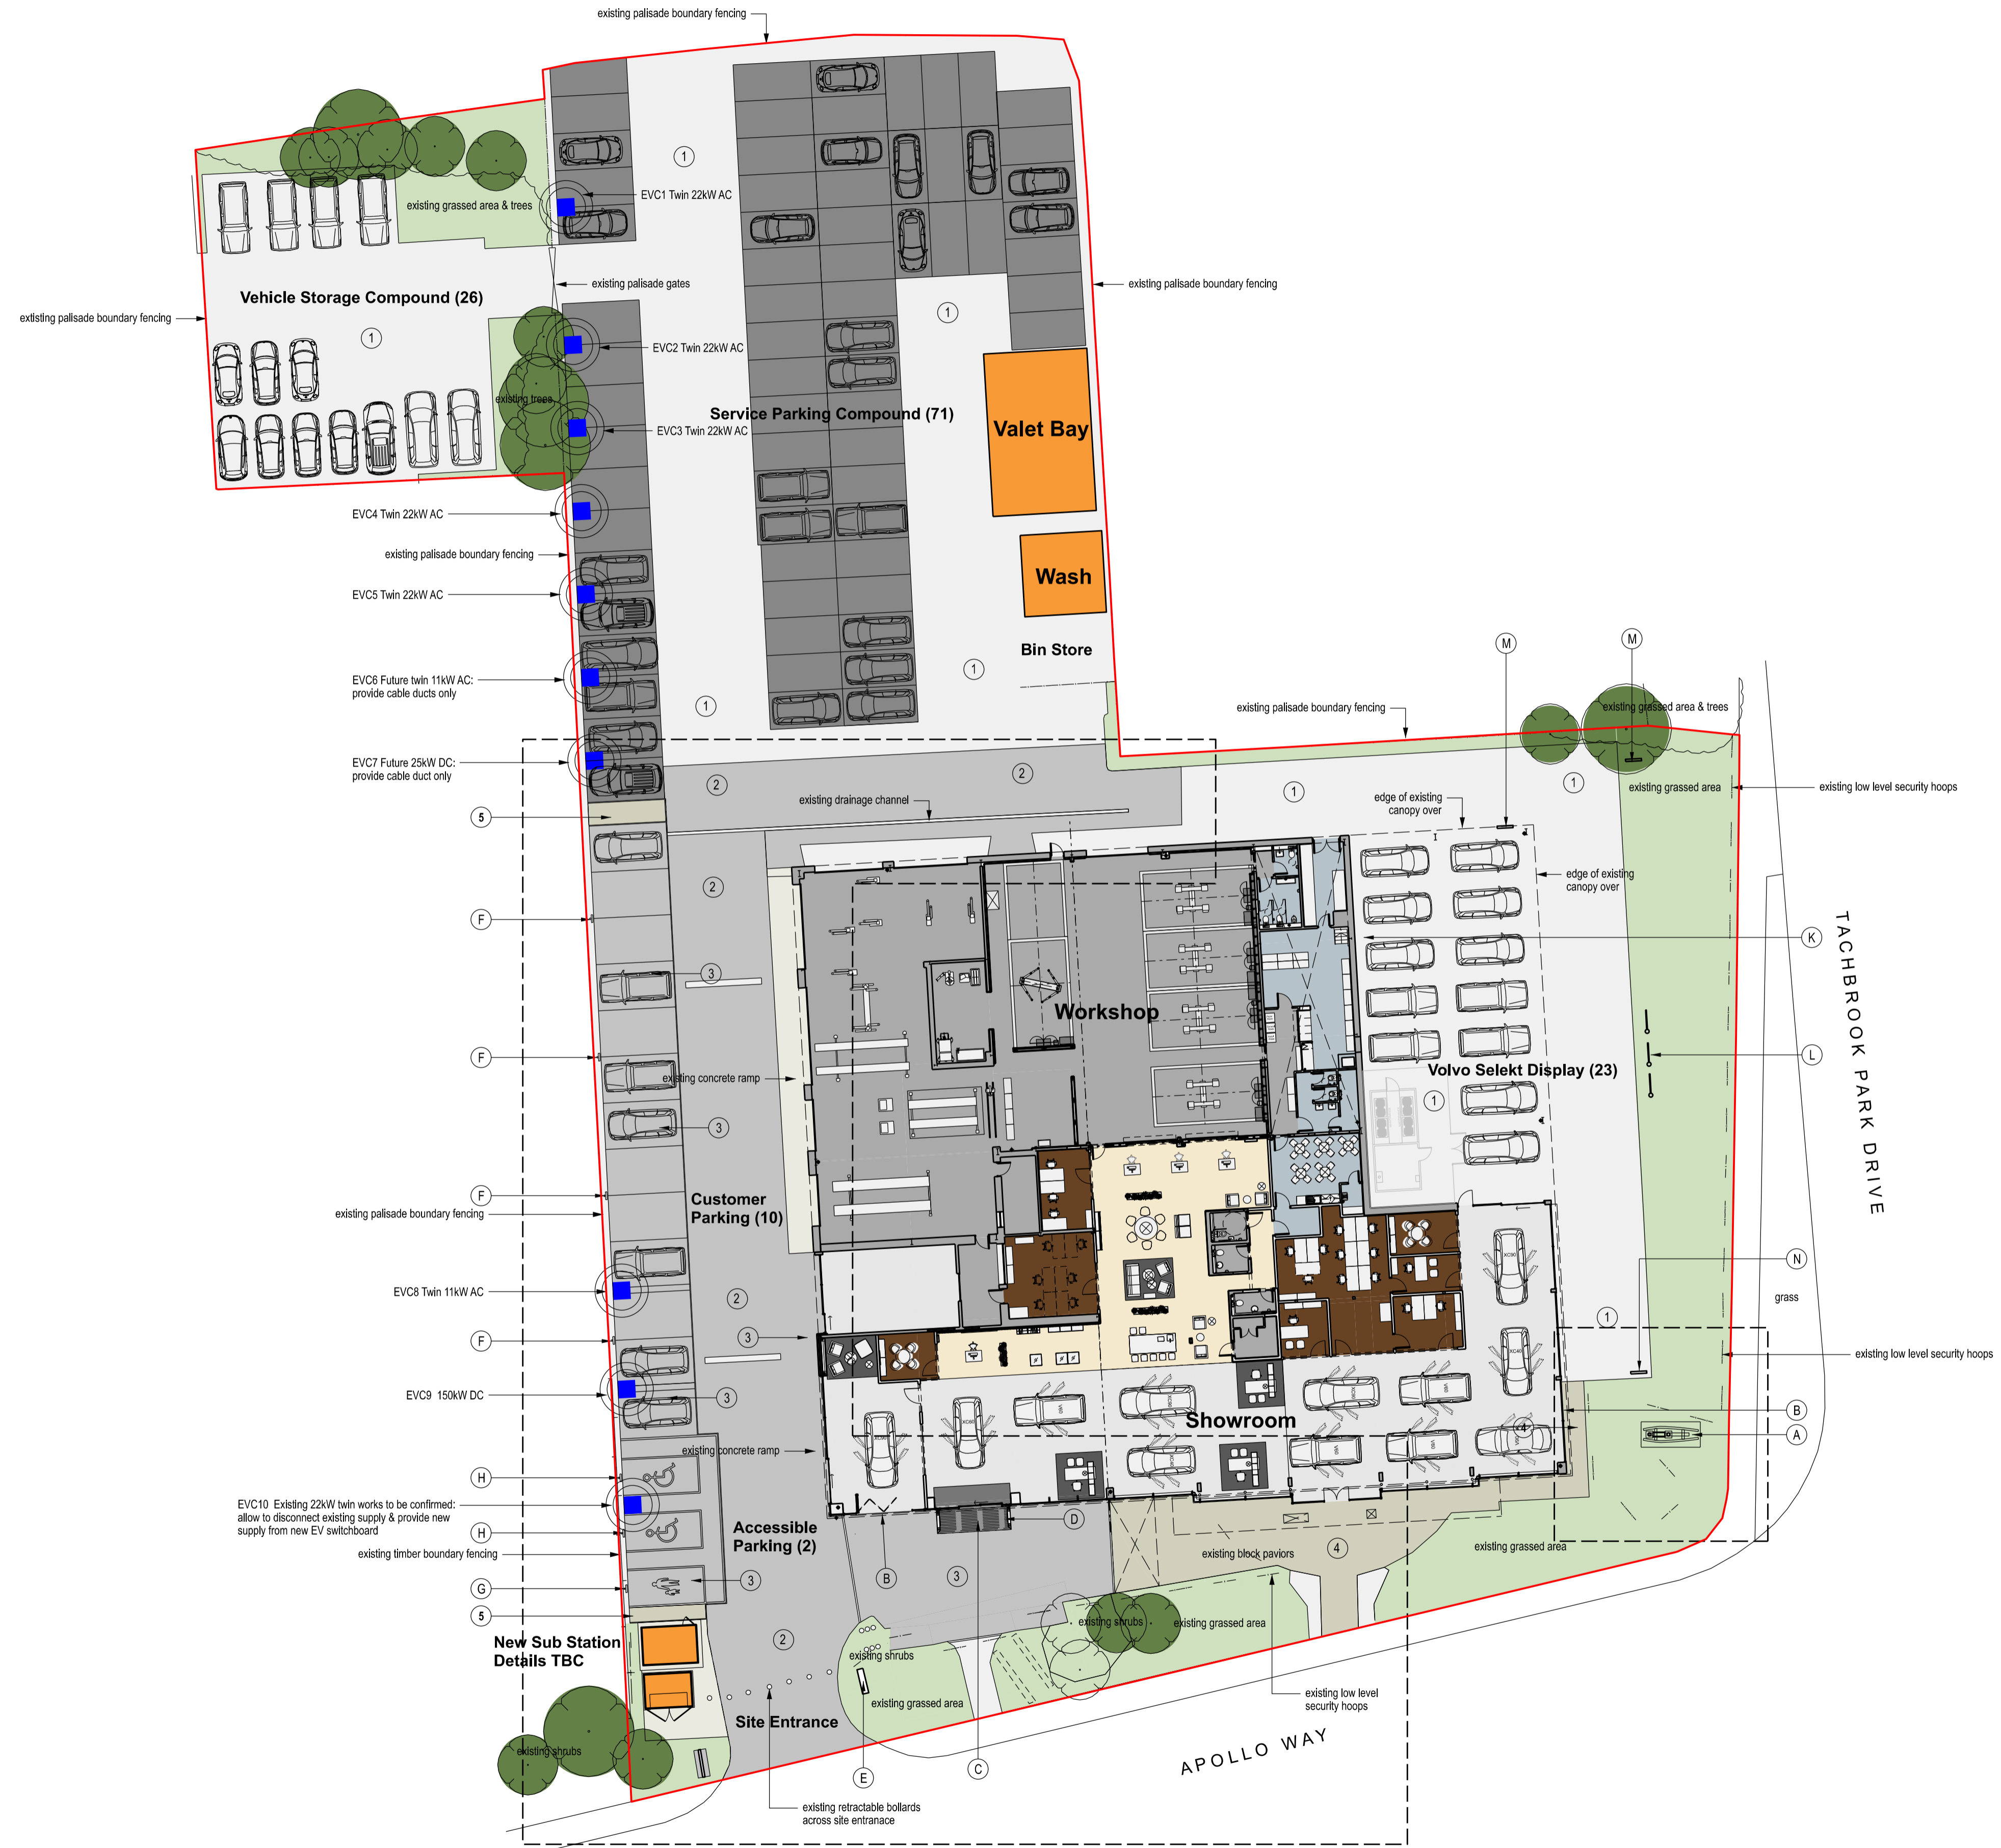 existing palisade boundary fencing
1
EVC1 Twin 22kW AC
existing grassed area & trees
existing palisade gates
existing palisade boundary fencing
Vehicle Storage Compound (26)
extisting palisade boundary fencing
1
1
EVC2 Twin 22kW AC
existing trees
Service Parking Compound (71)
EVC3 Twin 22kW AC
Valet Bay
EVC4 Twin 22kW AC
existing palisade boundary fencing
Wash
EVC5 Twin 22kW AC
Bin Store
M
M
1
EVC6 Future twin 11kW AC:
provide cable ducts only
1
existing palisade boundary fencing
existing grassed area & trees
EVC7 Future 25kW DC:
provide cable duct only
2
2
1
1
existing grassed area
existing low level security hoops
existing drainage channel
edge of existing
canopy over
5
edge of existing
canopy over
2
F
K
TACHBROOK PARK DRIVE
3
Workshop
F
L
Volvo Selekt Display (23)
existing concrete ramp
1
3
F
Customer
Parking (10)
existing palisade boundary fencing
XC90
N
EVC8 Twin 11kW AC
2
grass
1
F
3
XC40
existing low level security hoops
EVC9  150kW DC
3
XC60
V60
XC90
XC60
V60
B
Showroom
4
A
existing concrete ramp
H
EVC10  Existing 22kW twin works to be confirmed:
allow to disconnect existing supply & provide new
supply from new EV switchboard
H
Accessible
Parking (2)
D
existing timber boundary fencing
existing block paviors
4
existing grassed area
G
3
B
3
5
existing shrubs
existing grassed area
New Sub Station
Details TBC
2
existing shrubs
existing grassed area
existing low level
security hoops
Site Entrance
existing shrubs
APOLLO WAY
E
C
existing retractable bollards
across site entranace